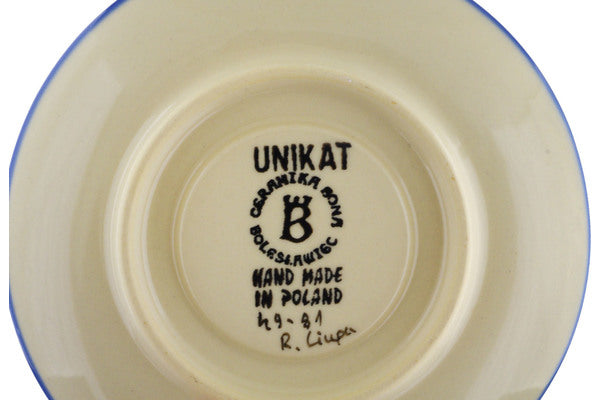 UNIKAT
CERAMIKA BONA
B
BOLESŁAWIEC
HAND MADE
IN POLAND
R.